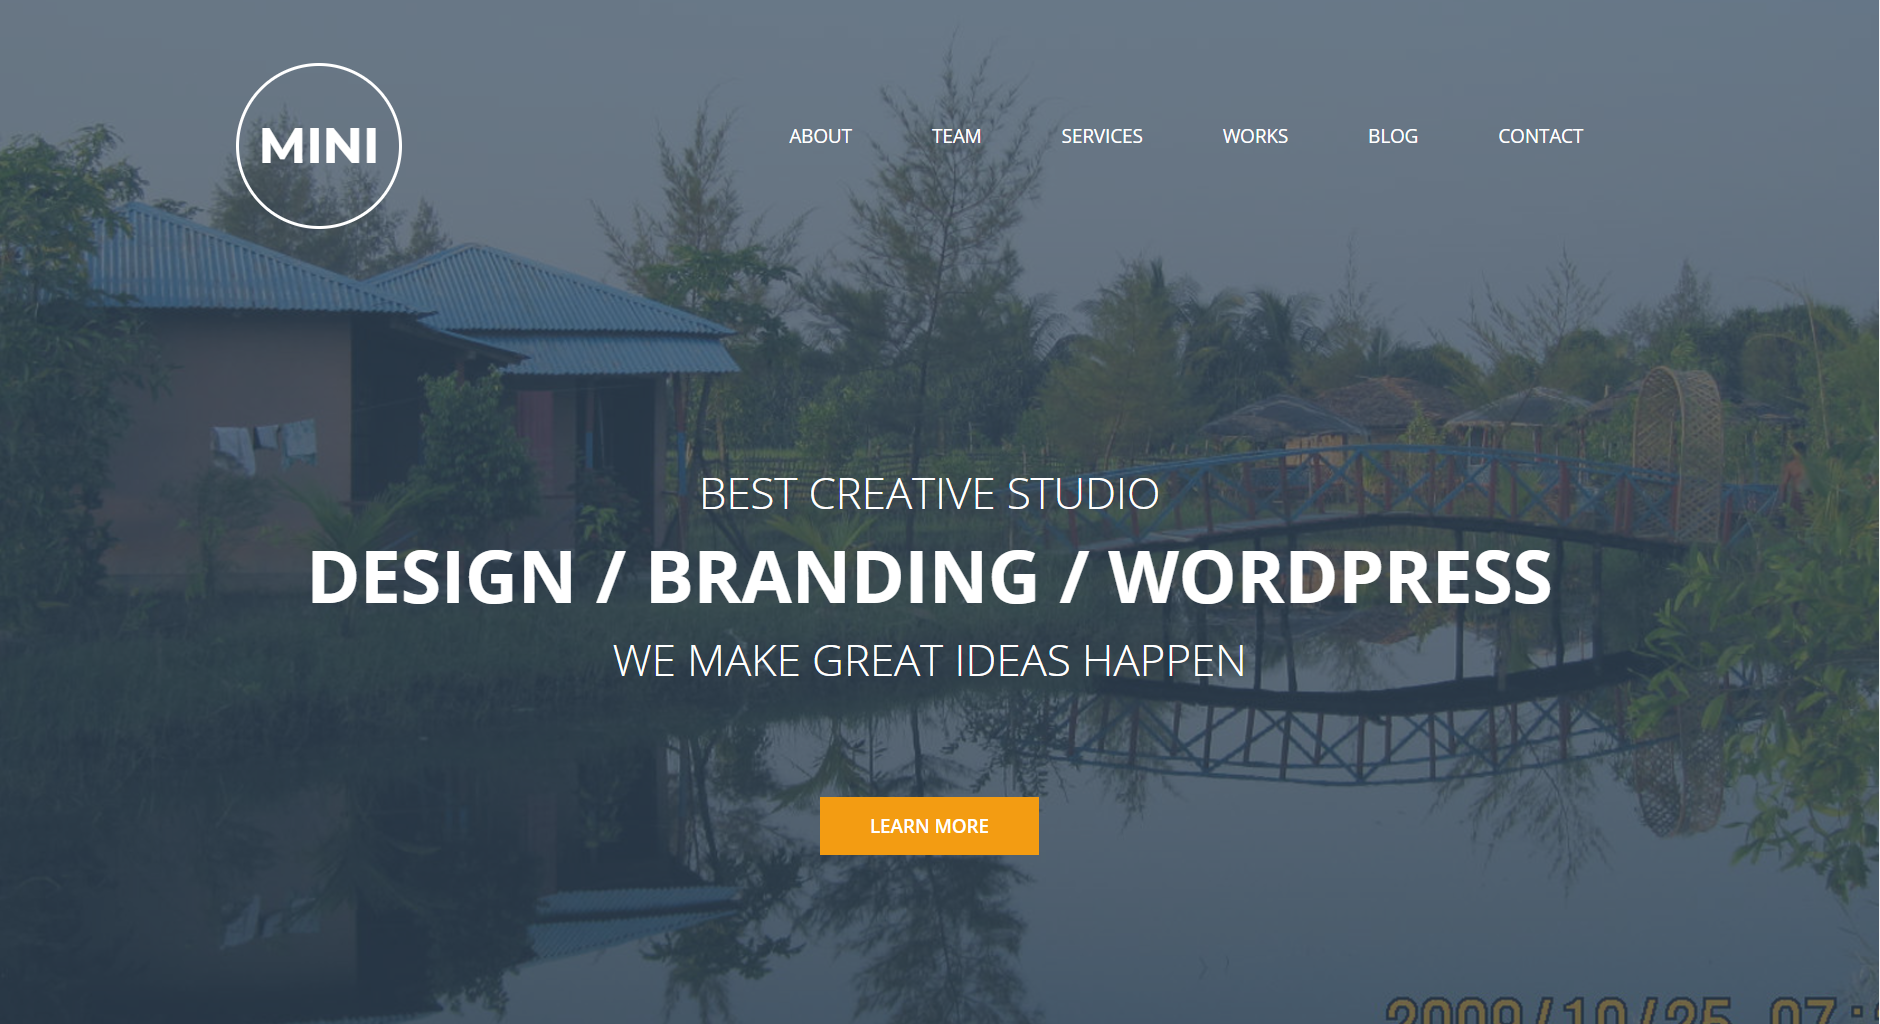 MINI
ABOUT TEAM SERVICES WORKS BLOG CONTACT
BEST CREATIVE STUDIO
DESIGN / BRANDING / WORDPRESS
WE MAKE GREAT IDEAS HAPPEN
LEARN MORE
2009/10/25 07: